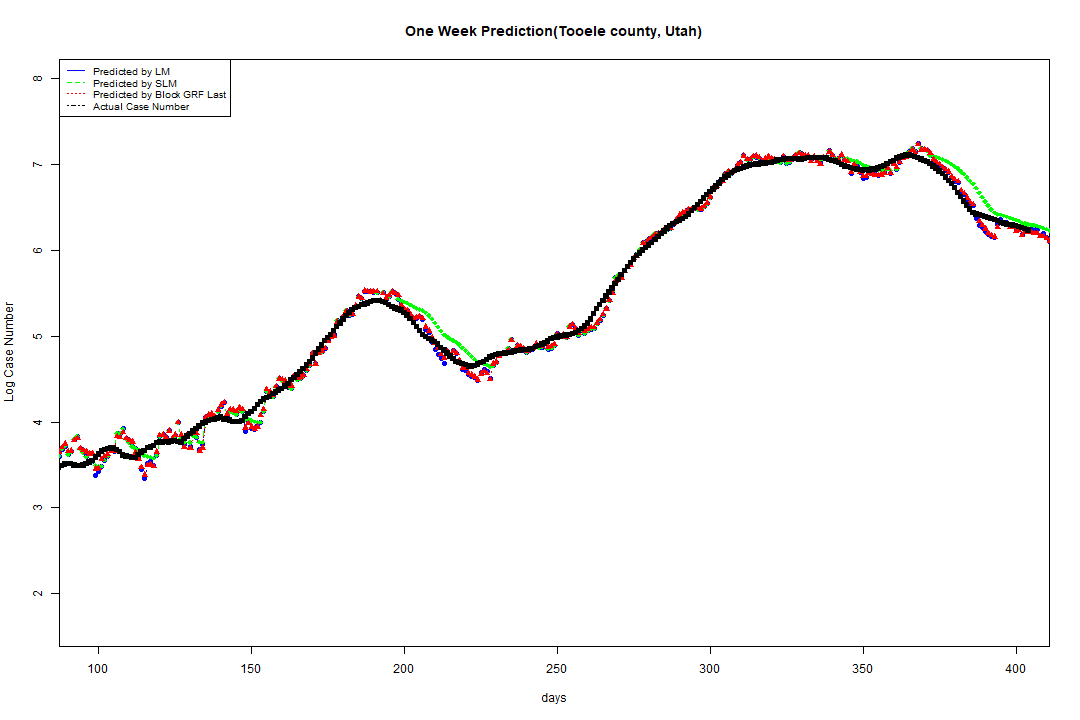 One Week Prediction(Tooele county, Utah)
Predicted by LM
Predicted by SLM
Predicted by Block GRF Last
Actual Case Number
8
7
6
5
4
3
2
Log Case Number
100 150 200 250 300 350 400
days